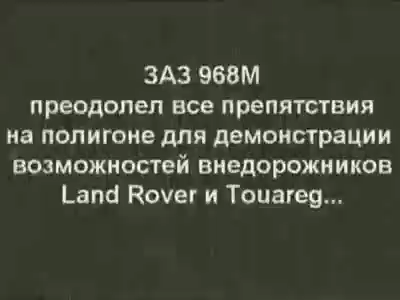 ЗАЗ 968М
преодолел все препятствия
на полигоне для демонстрации
возможностей внедорожников
Land Rover и Touareg...